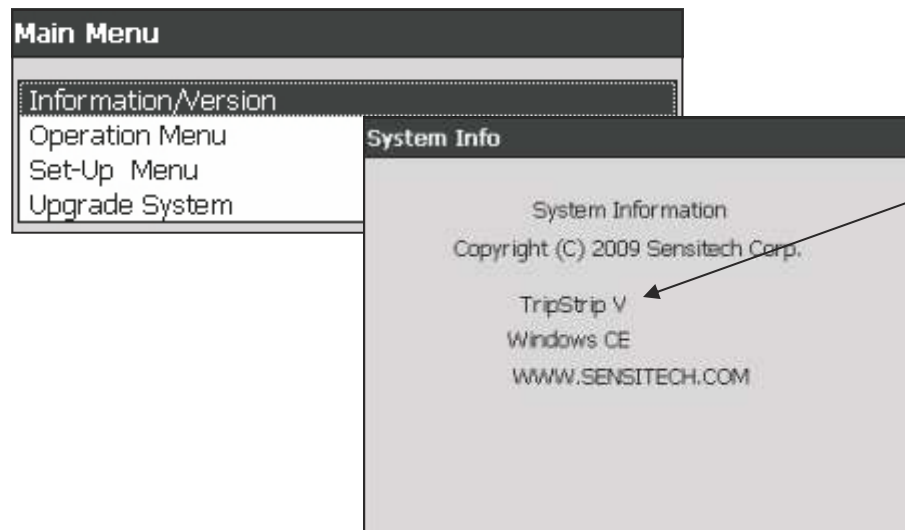 Main Menu
Information/Version
Operation Menu
Set-Up Menu
Upgrade System
System Info
System Information
Copyright (C) 2009 Sensitech Corp.
TripStrip V
Windows CE
WWW.SENSITECH.COM